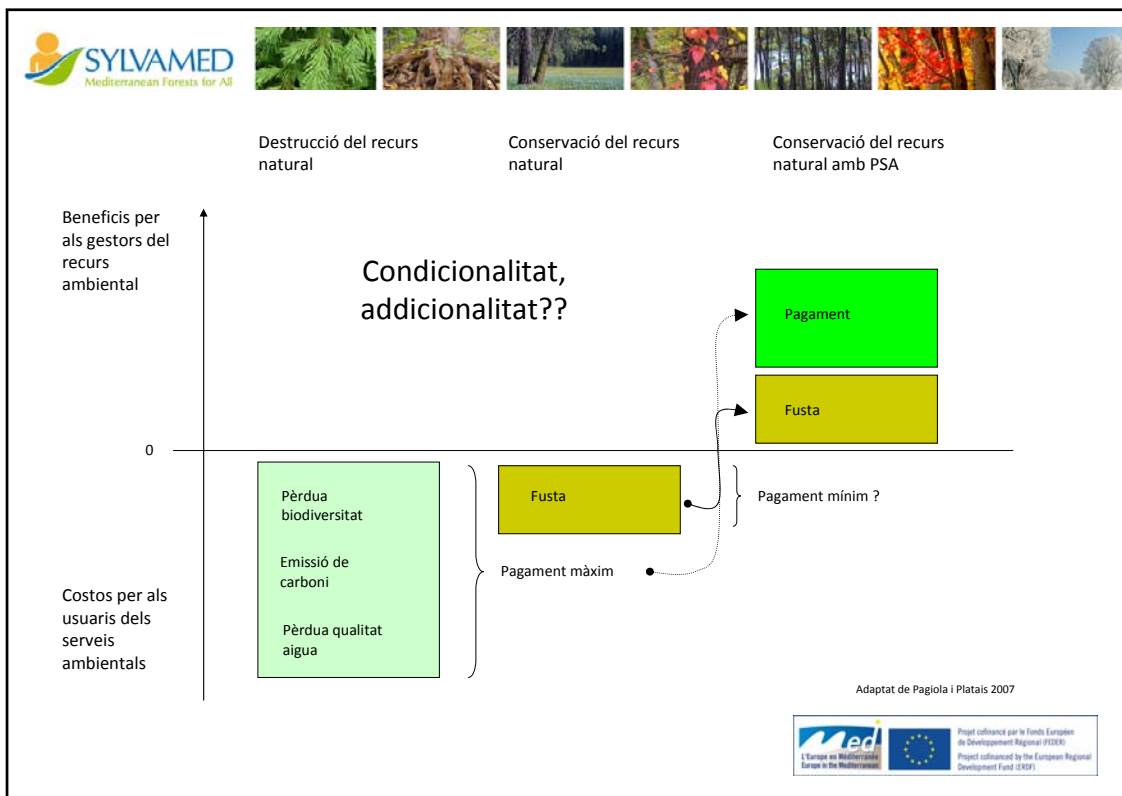 SYLVAMED
Mediterranean Forests for All
Destrucció del recurs
natural
Conservació del recurs
natural
Conservació del recurs
natural amb PSA
Beneficis per
als gestors del
recurs
ambiental
Condicionalitat,
addicionalitat??
Pagament
Fusta
0
Pèrdua
biodiversitat
Emissió de
carboni
Pèrdua qualitat
aigua
Fusta
Pagament mínim ?
Pagament màxim
Costos per als
usuaris dels
serveis
ambientals
Adaptat de Pagiola i Platais 2007
Med
L'Europe en Méditerranée
Europe in the Mediterranean
Projet cofinancé par le Fonds Européen
de Développement Régional (FEDER)
Project cofinanced by the European Regional
Development Fund (ERDF)